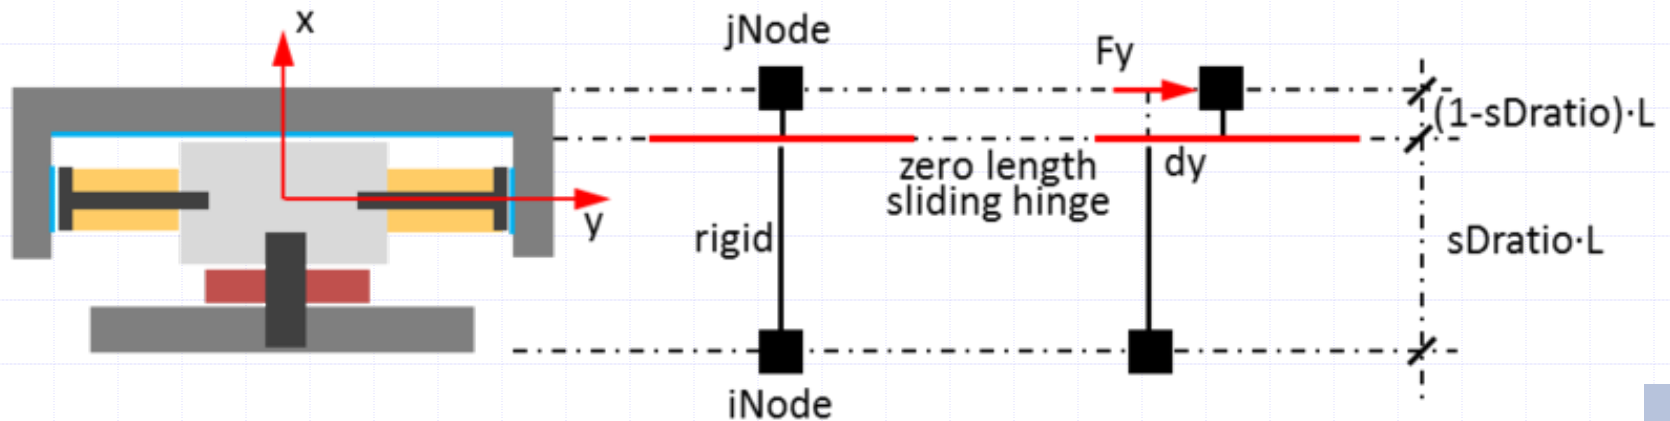 x
y
jNode
rigid
iNode
zero length
sliding hinge
Fy
dy
(1-sDratio)·L
sDratio·L